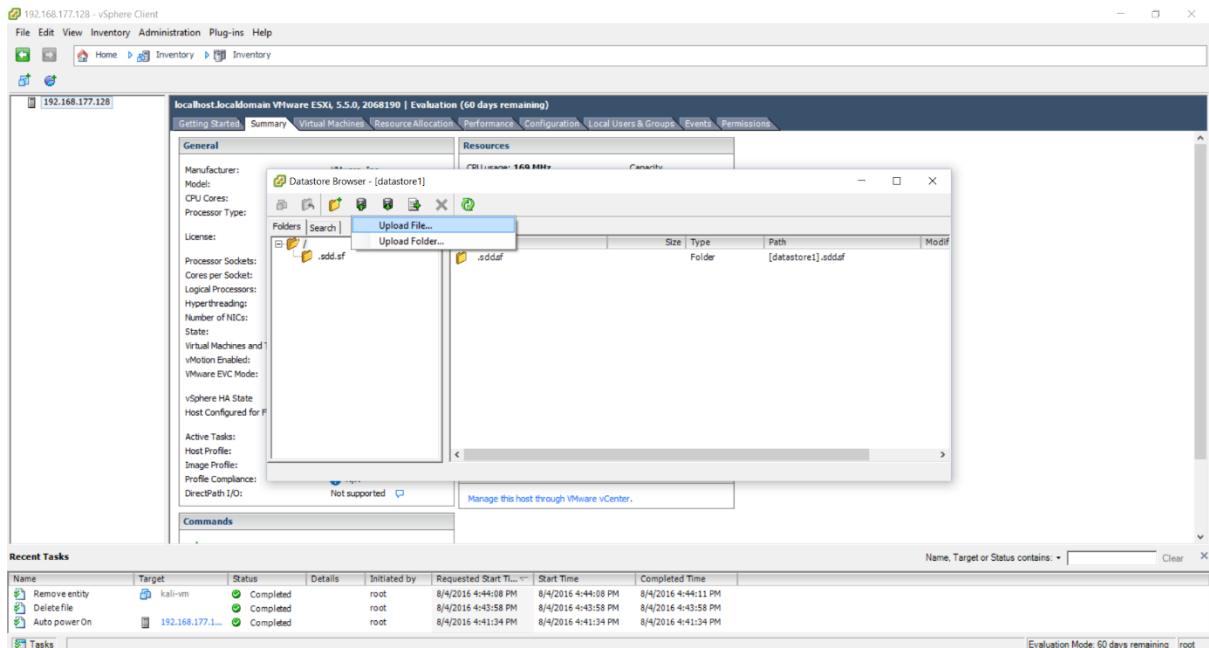 192.168.177.128 - vSphere Client
File Edit View Inventory Administration Plug-ins Help
Home Inventory Inventory
192.168.177.128
localhost.localdomain VMware ESXi, 5.5.0, 2068190 | Evaluation (60 days remaining)
Getting Started Summary Virtual Machines Resource Allocation Performance Configuration Local Users & Groups Events Permissions
General
Resources
Manufacturer:
CPU usage: 169 MHz Capacity
Model:
CPU Cores:
Processor Type:
License:
Processor Sockets:
Cores per Socket:
Logical Processors:
Hyperthreading:
Number of NICs:
State:
Virtual Machines and T
vMotion Enabled:
VMware EVC Mode:
vSphere HA State
Host Configured for F
Active Tasks:
Host Profile:
Image Profile:
Profile Compliance:
DirectPath I/O: Not supported
Manage this host through VMware vCenter.
Commands
Datastore Browser - [datastore1]
Folders Search
Upload File...
Upload Folder...
/
.sdd.sf
Size Type Path Modif
.sdd.sf Folder [datastore1] .sdd.sf
Recent Tasks
Name, Target or Status contains: Clear
Name Target Status Details Initiated by Requested Start Ti... Start Time Completed Time
Remove entity kali-vm Completed root 8/4/2016 4:44:08 PM 8/4/2016 4:44:08 PM 8/4/2016 4:44:11 PM
Delete file Completed root 8/4/2016 4:43:58 PM 8/4/2016 4:43:58 PM 8/4/2016 4:43:58 PM
Auto power On 192.168.177.1... Completed root 8/4/2016 4:41:34 PM 8/4/2016 4:41:34 PM 8/4/2016 4:41:34 PM
Tasks
Evaluation Mode: 60 days remaining root